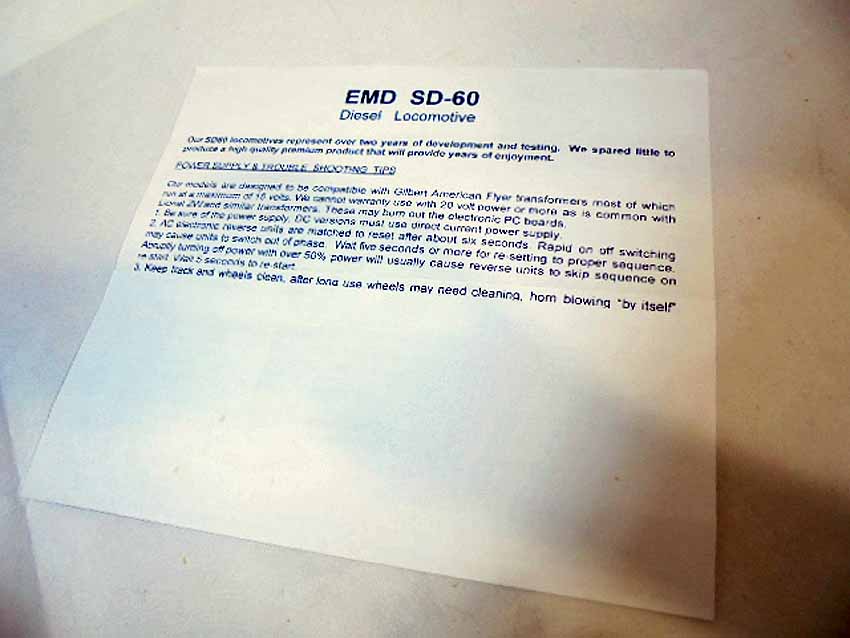 EMD SD-60
Diesel Locomotive
Our SD60 locomotives represent over two years of development and testing. We spared little to
produce a high quality premium product that will provide years of enjoyment.
POWER SUPPLY & TROUBLE SHOOTING TIPS
Our models are designed to be compatible with Gilbert American Flyer transformers most of which
run at a maximum of 16 volts. We cannot warranty use with 20 volt power or more as is common with
Lionel ZW and similar transformers. These may burn out the electronic PC boards.
1. Be sure of the power supply. DC versions must use direct current power supply.
2. AC electronic reverse units are matched to reset after about six seconds. Rapid on off switching
may cause units to switch out of phase. Wait five seconds or more for re-setting to proper sequence.
Abruptly turning off power with over 50% power will usually cause reverse units to skip sequence on
re-start. Wait 5 seconds to re-start.
3. Keep track and wheels clean, after long use wheels may need cleaning, horn blowing "by itself"